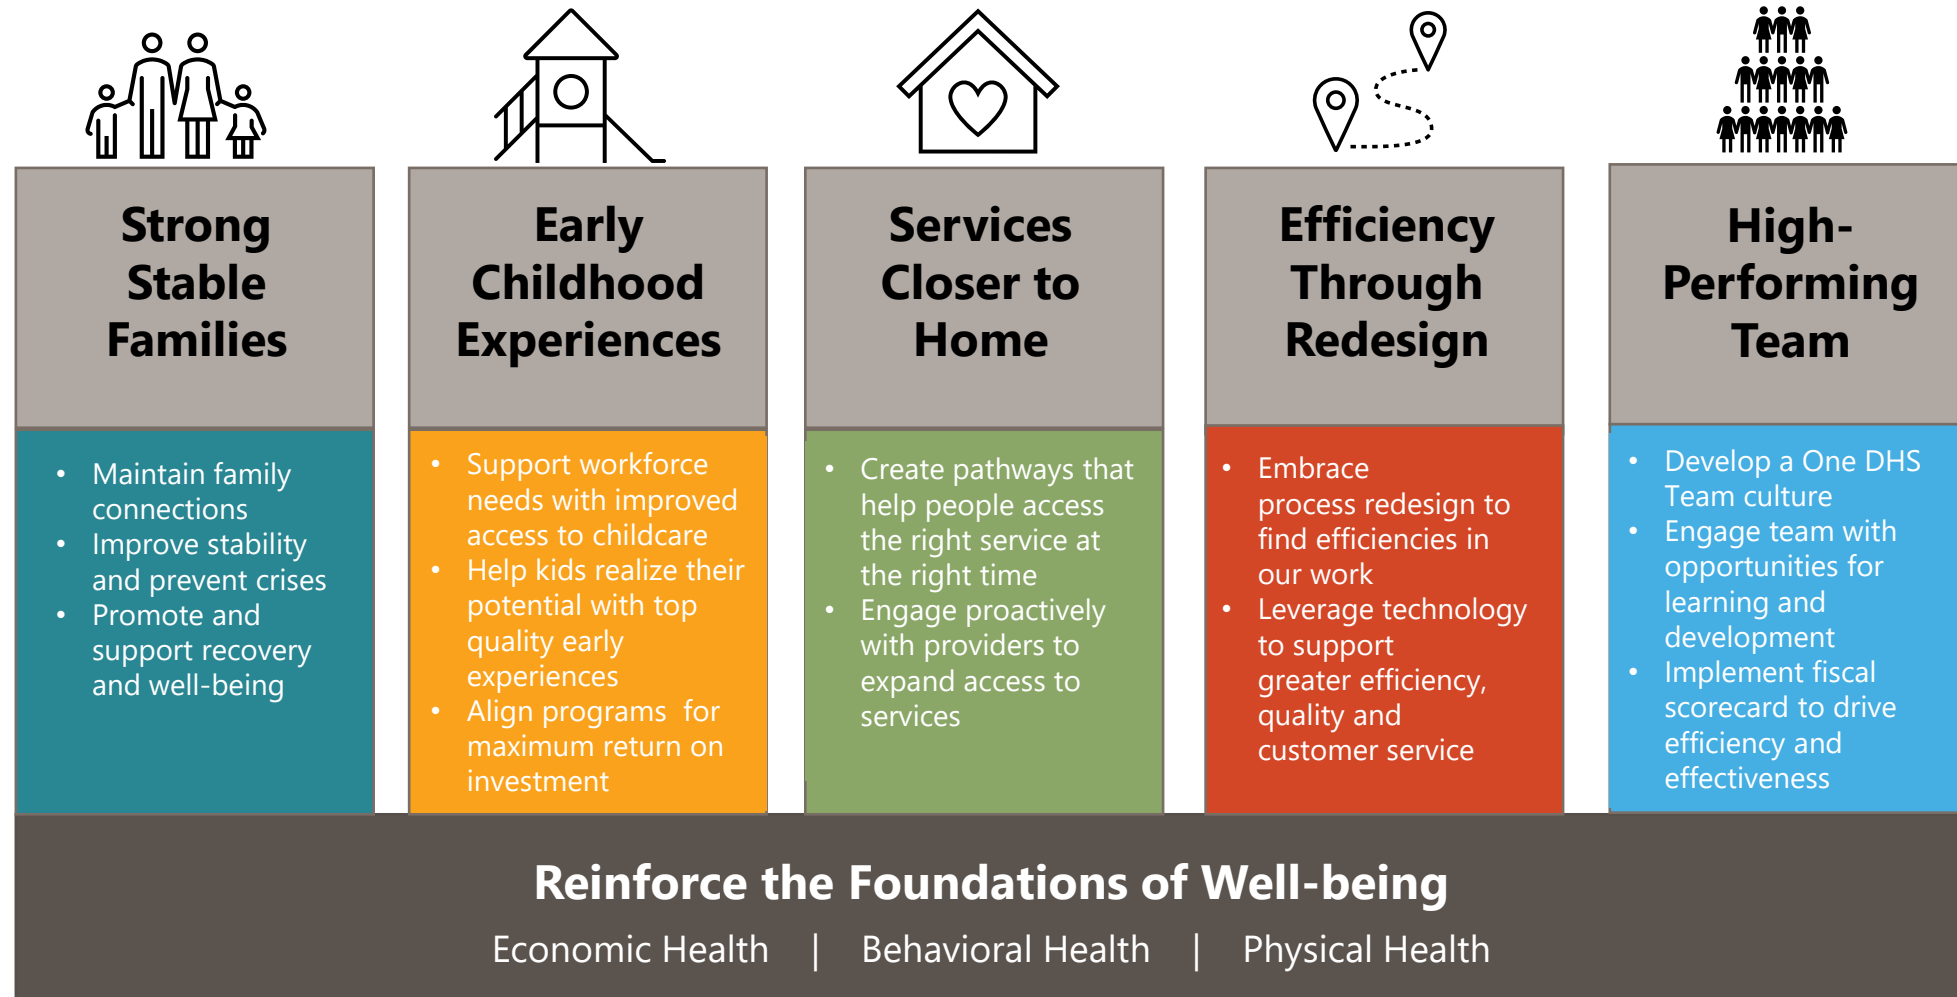 Strong
Stable
Families
• Maintain family
connections
• Improve stability
and prevent crises
• Promote and
support recovery
and well-being
Early
Childhood
Experiences
• Support workforce
needs with improved
access to childcare
• Help kids realize their
potential with top
quality early
experiences
• Align programs  for
maximum return on
investment
Services
Closer to
Home
• Create pathways that
help people access
the right service at
the right time
• Engage proactively
with providers to
expand access to
services
Efficiency
Through
Redesign
• Embrace
process redesign to
find efficiencies in
our work
• Leverage technology
to support
greater efficiency,
quality and
customer service
High-
Performing
Team
• Develop a One DHS
Team culture
• Engage team with
opportunities for
learning and
development
• Implement fiscal
scorecard to drive
efficiency and
effectiveness
Reinforce the Foundations of Well-being
Economic Health | Behavioral Health | Physical Health